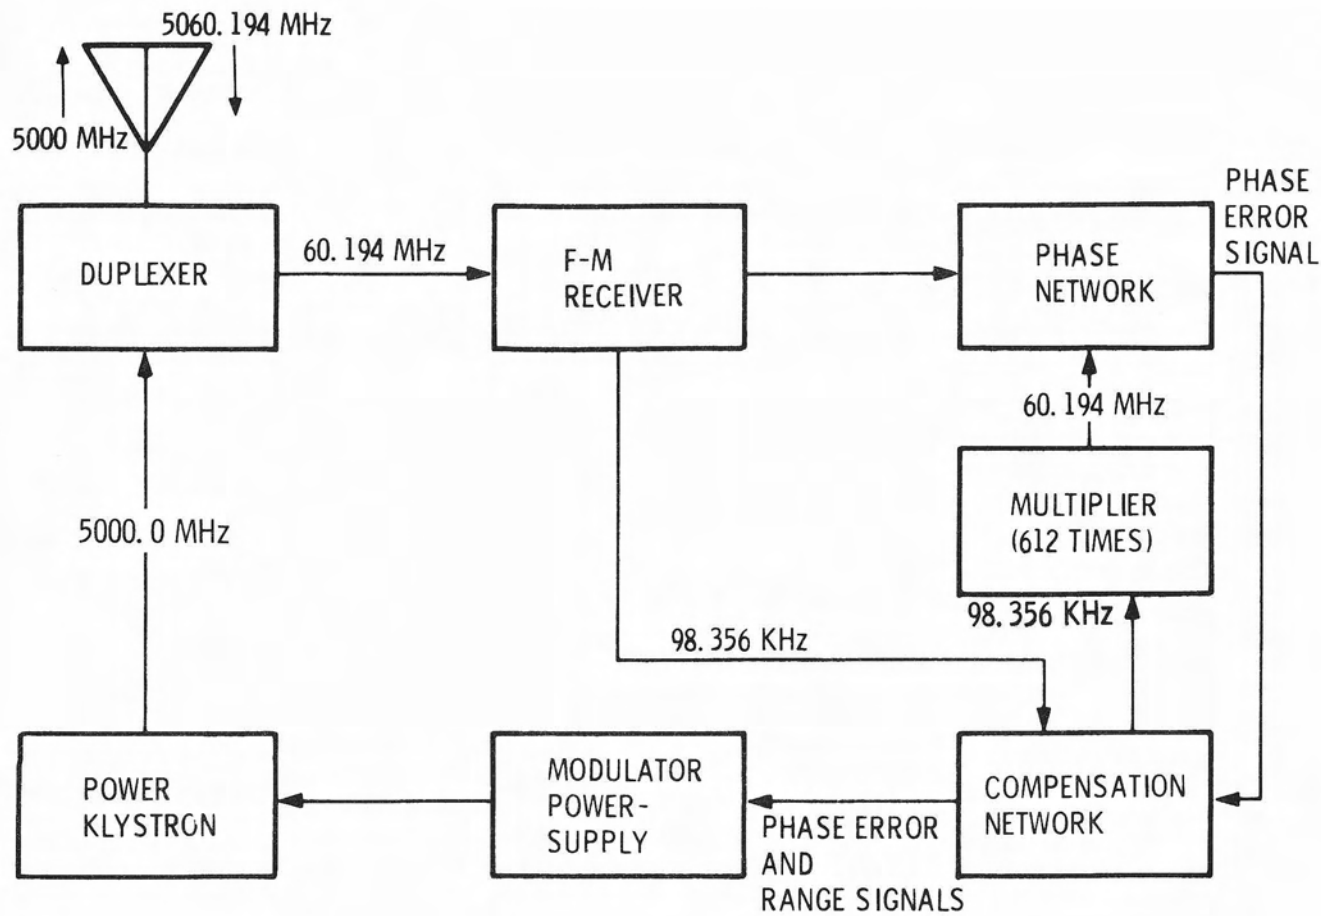 5060.194 MHz
5000 MHz
DUPLEXER
60.194 MHz
F-M
RECEIVER
PHASE
NETWORK
PHASE
ERROR
SIGNAL
60.194 MHz
MULTIPLIER
(612 TIMES)
98.356 KHz
5000.0 MHz
98.356 KHz
POWER
KLYSTRON
MODULATOR
POWER-
SUPPLY
PHASE ERROR
AND
RANGE SIGNALS
COMPENSATION
NETWORK